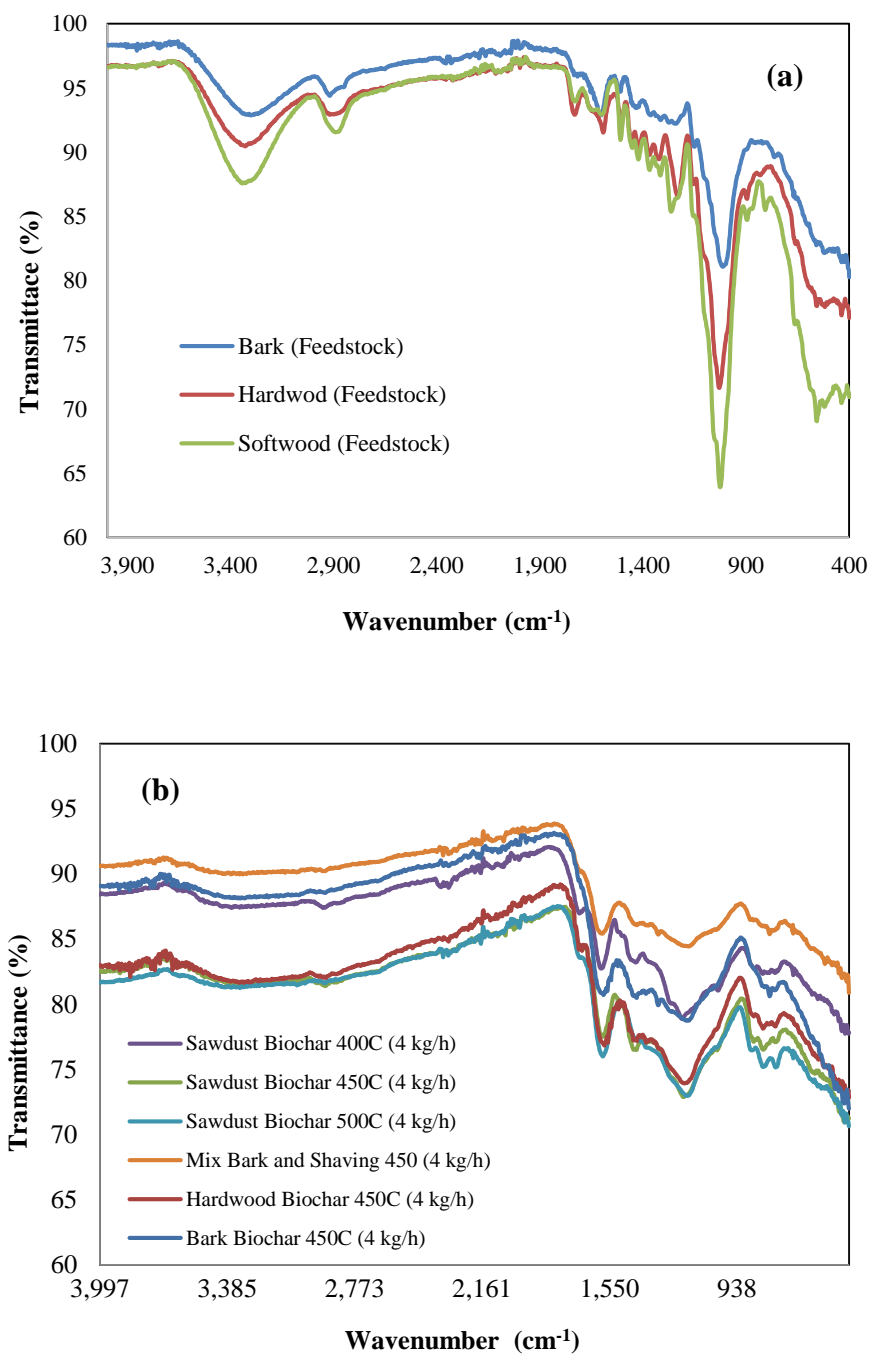 100
95
90
85
80
75
70
65
60
Transmittace (%)
(a)
Bark (Feedstock)
Hardwod (Feedstock)
Softwood (Feedstock)
3,900 3,400 2,900 2,400 1,900 1,400 900 400
Wavenumber (cm-1)
100
95
90
85
80
75
70
65
60
Transmittance (%)
(b)
Sawdust Biochar 400C (4 kg/h)
Sawdust Biochar 450C (4 kg/h)
Sawdust Biochar 500C (4 kg/h)
Mix Bark and Shaving 450 (4 kg/h)
Hardwood Biochar 450C (4 kg/h)
Bark Biochar 450C (4 kg/h)
3,997 3,385 2,773 2,161 1,550 938
Wavenumber (cm-1)